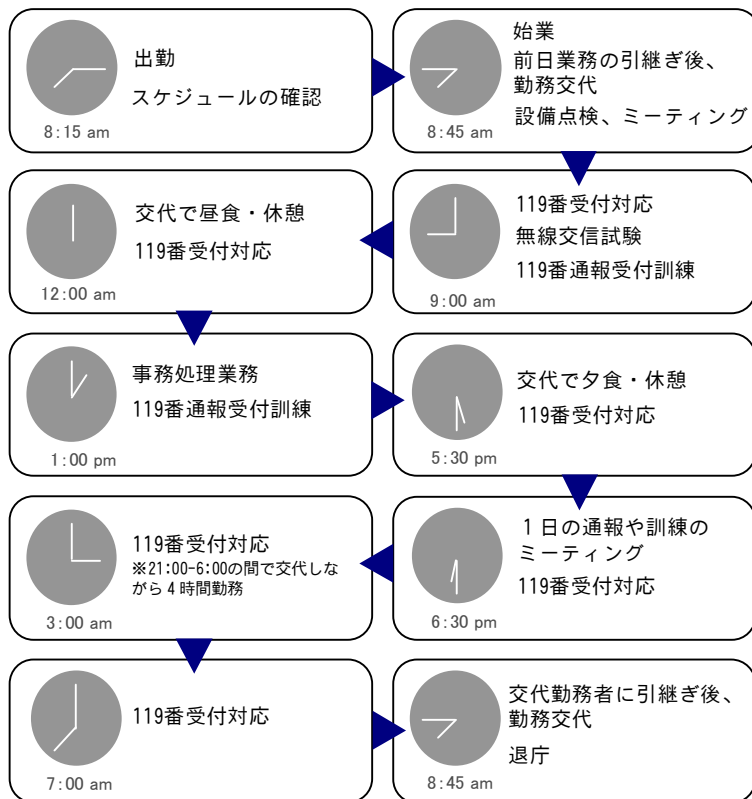 出勤
スケジュールの確認
8:15 am
始業
前日業務の引継ぎ後、
勤務交代
設備点検、ミーティング
8:45 am
119番受付対応
無線交信試験
119番通報受付訓練
9:00 am
交代で昼食・休憩
119番受付対応
12:00 am
事務処理業務
119番通報受付訓練
1:00 pm
交代で夕食・休憩
119番受付対応
5:30 pm
１日の通報や訓練の
ミーティング
119番受付対応
6:30 pm
119番受付対応
※21:00-6:00の間で交代しな
がら４時間勤務
3:00 am
119番受付対応
7:00 am
交代勤務者に引継ぎ後、
勤務交代
退庁
8:45 am